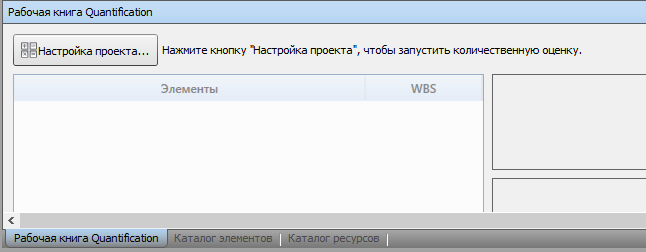 Рабочая книга Quantification
Настройка проекта... Нажмите кнопку "Настройка проекта", чтобы запустить количественную оценку.
Элементы WBS
Рабочая книга Quantification Каталог элементов Каталог ресурсов